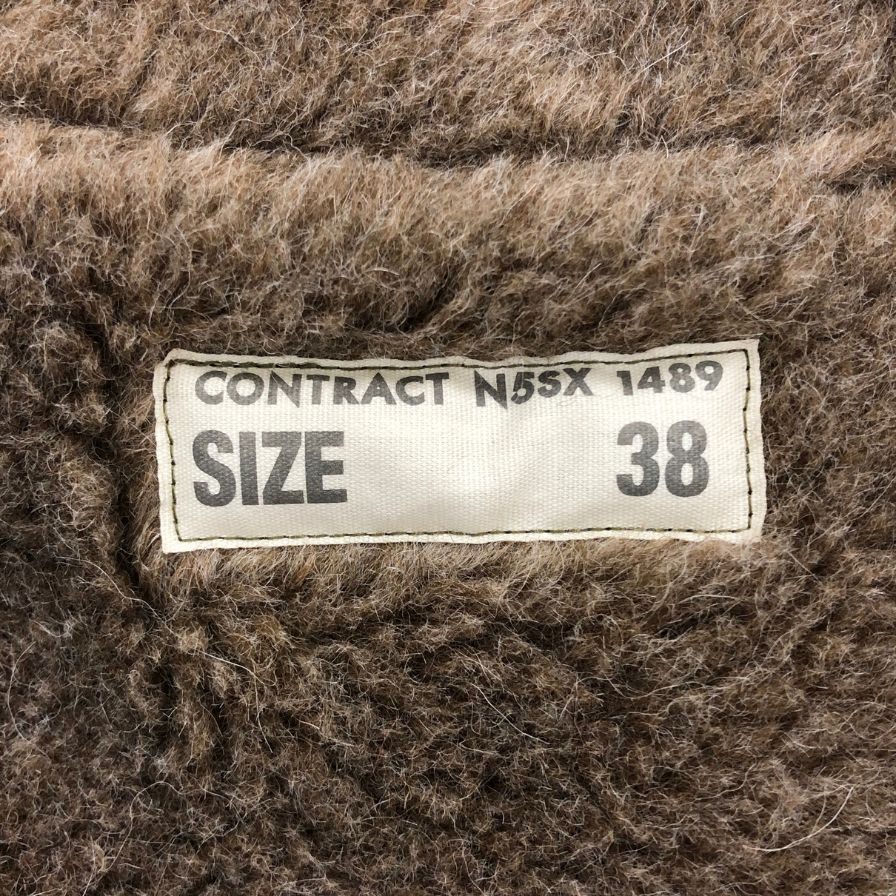 CONTRACT N5SX 1489
SIZE 38